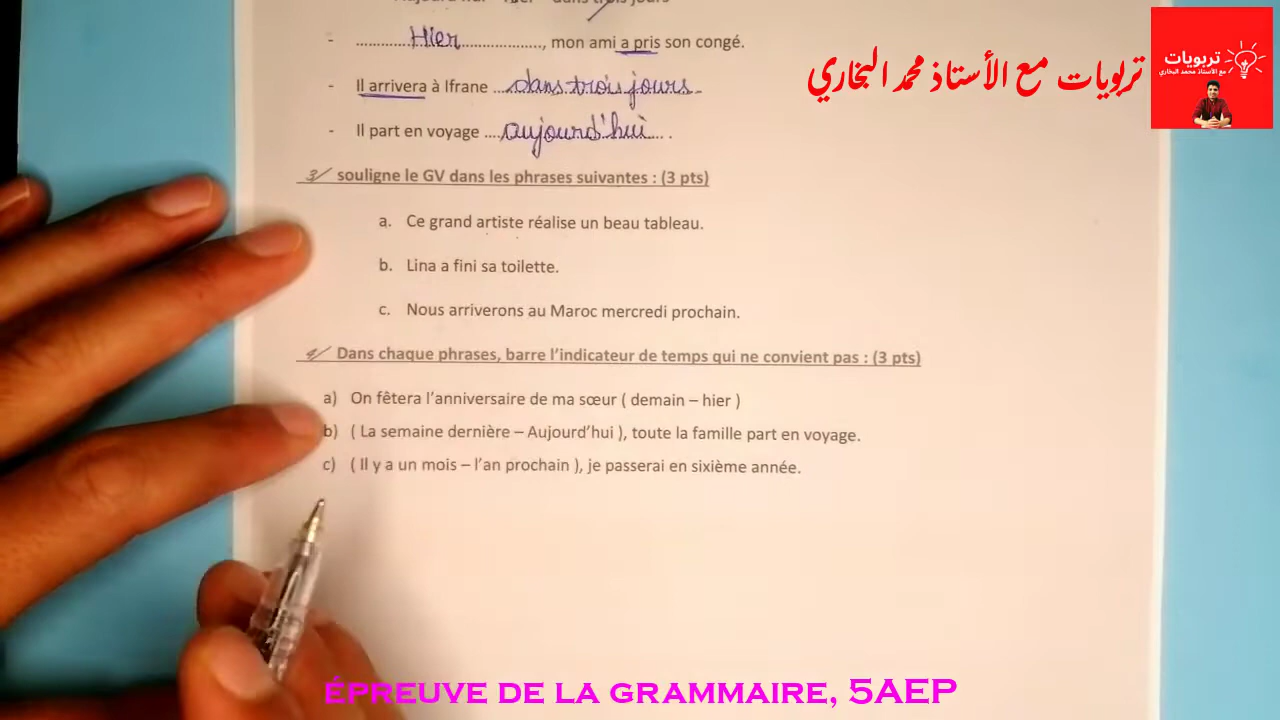 - Hier, mon ami a pris son congé.
- Il arrivera à Ifrane dans trois jours
- Il part en voyage aujourd'hui.
3/ souligne le GV dans les phrases suivantes : (3 pts)
a. Ce grand artiste réalise un beau tableau.
b. Lina a fini sa toilette.
c. Nous arriverons au Maroc mercredi prochain.
4/ Dans chaque phrases, barre l'indicateur de temps qui ne convient pas : (3 pts)
a) On fêtera l'anniversaire de ma sœur ( demain – hier )
b) ( La semaine dernière – Aujourd'hui ), toute la famille part en voyage.
c) ( Il y a un mois – l'an prochain ), je passerai en sixième année.
تربويات مع الأستاذ محمد البخاري
تربويات
مع الاستاذ محمد البخاري
ÉPREUVE DE LA GRAMMAIRE, 5AEP